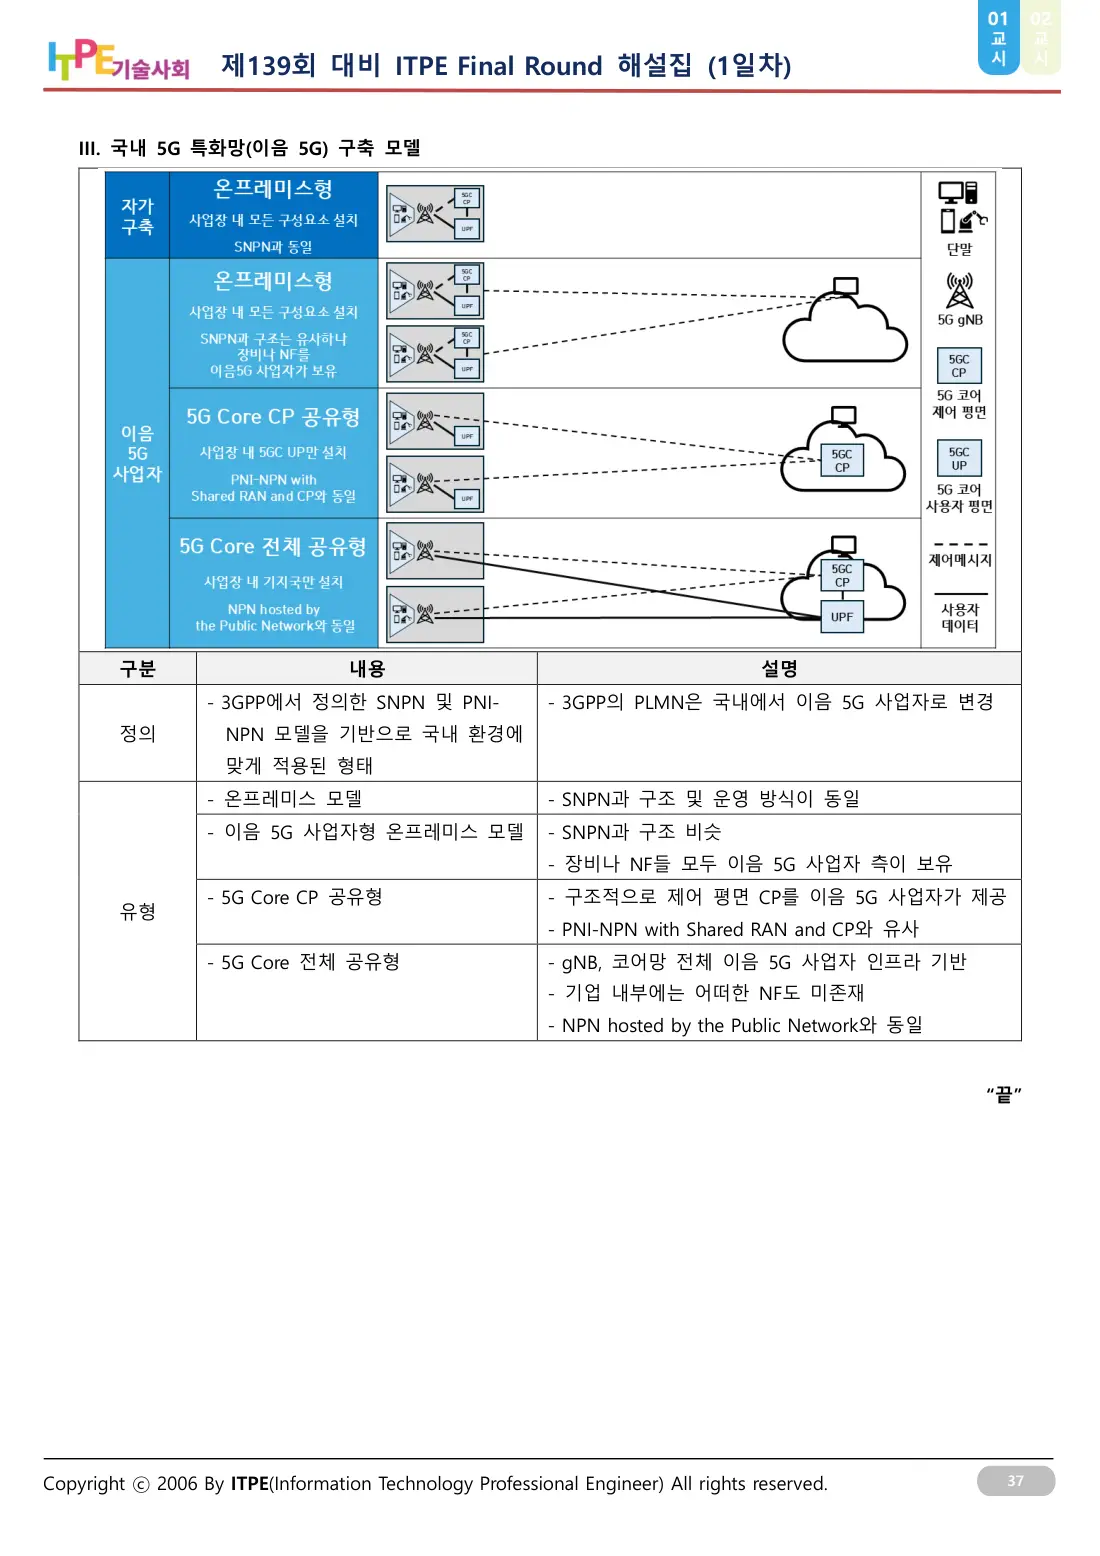 ITPE기술사회
제139회 대비 ITPE Final Round 해설집 (1일차)
01
교
시
02
교
시
III. 국내 5G 특화망(이음 5G) 구축 모델
자가
구축
온프레미스형
사업장 내 모든 구성요소 설치
SNPN과 동일
5GC
CP
UPF
이음
5G
사업자
온프레미스형
사업장 내 모든 구성요소 설치
SNPN과 구조는 유사하나
장비나 NF를
이음5G 사업자가 보유
5GC
CP
UPF
5GC
CP
UPF
5G Core CP 공유형
사업장 내 5GC UP만 설치
PNI-NPN with
Shared RAN and CP와 동일
UPF
UPF
5GC
CP
5G Core 전체 공유형
사업장 내 기지국만 설치
NPN hosted by
the Public Network와 동일
5GC
CP
UPF
단말
5G gNB
5GC
CP
5G 코어
제어 평면
5GC
UP
5G 코어
사용자 평면
제어메시지
사용자
데이터
구분 내용 설명
정의
- 3GPP에서 정의한 SNPN 및 PNI-
NPN 모델을 기반으로 국내 환경에
맞게 적용된 형태
- 3GPP의 PLMN은 국내에서 이음 5G 사업자로 변경
유형
- 온프레미스 모델
- SNPN과 구조 및 운영 방식이 동일
- 이음 5G 사업자형 온프레미스 모델
- SNPN과 구조 비슷
- 장비나 NF들 모두 이음 5G 사업자 측이 보유
- 5G Core CP 공유형
- 구조적으로 제어 평면 CP를 이음 5G 사업자가 제공
- PNI-NPN with Shared RAN and CP와 유사
- 5G Core 전체 공유형
- gNB, 코어망 전체 이음 5G 사업자 인프라 기반
- 기업 내부에는 어떠한 NF도 미존재
- NPN hosted by the Public Network와 동일
“끝”
Copyright ⓒ 2006 By ITPE(Information Technology Professional Engineer) All rights reserved.
37